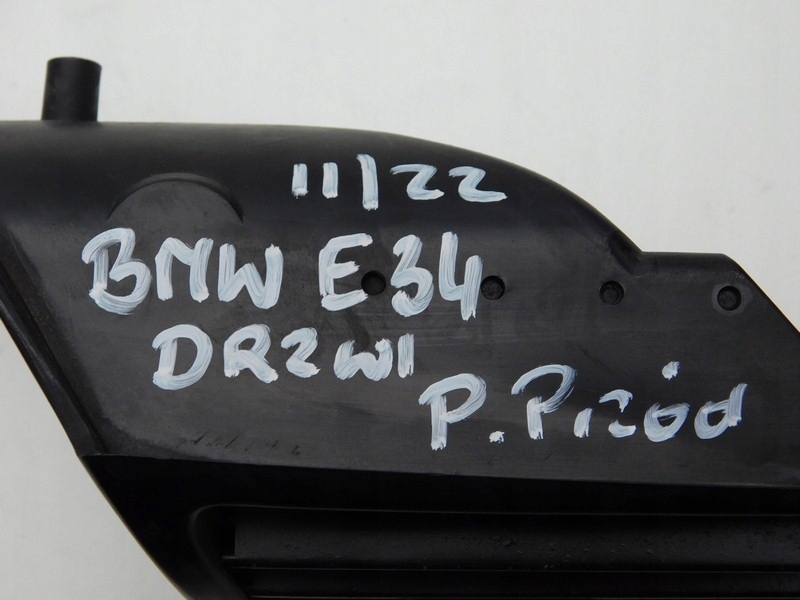 11/22
BMW E34
DRZWI
P. Przód